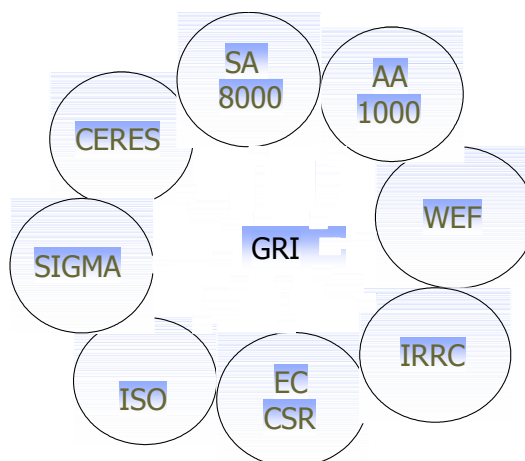 SA
8000
AA
1000
CERES
WEF
GRI
SIGMA
IRRC
EC
CSR
ISO